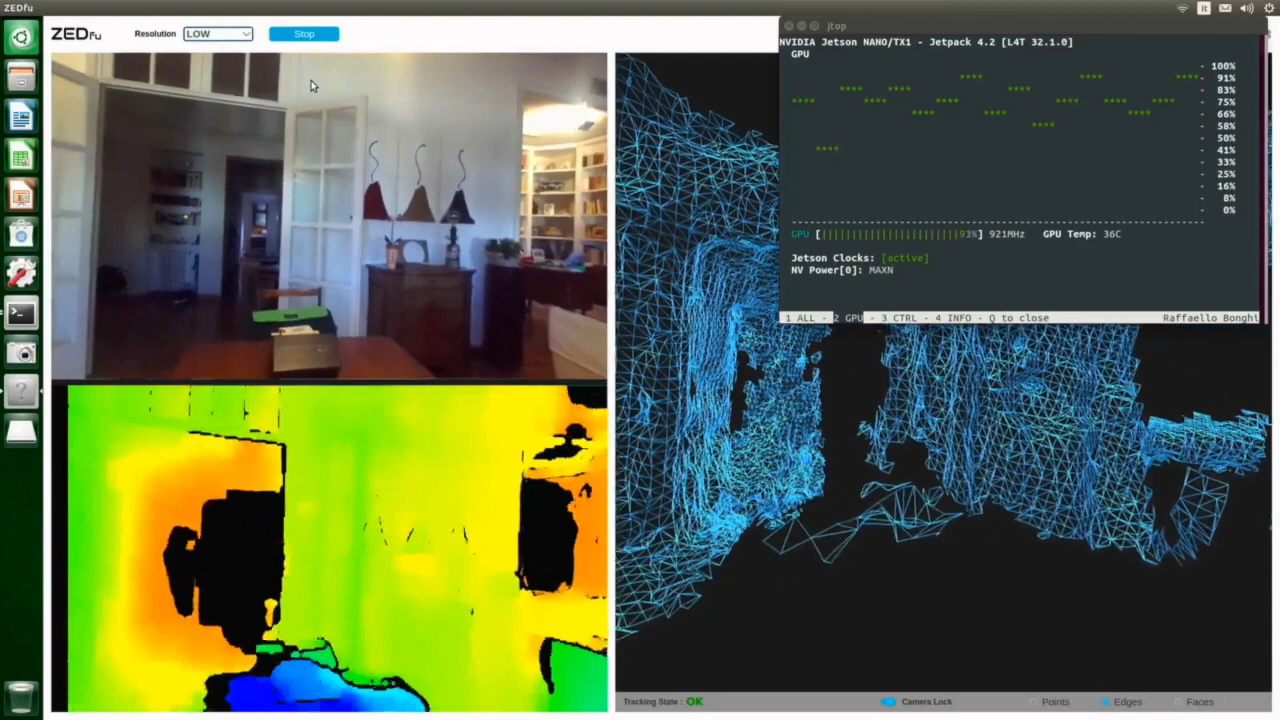 ZEDfu
it
ZEDfu
Resolution
LOW
Stop
jtop
NVIDIA Jetson NANO/TX1 - Jetpack 4.2 [L4T 32.1.0]
GPU
- 100%
- 91%
- 83%
- 75%
- 66%
- 58%
- 50%
- 41%
- 33%
- 25%
- 16%
- 8%
- 0%
GPU [||||||||||||||||||||||||93%] 921MHz GPU Temp: 36C
Jetson Clocks: [active]
NV Power[0]: MAXN
1 ALL - 2 GPU - 3 CTRL - 4 INFO - Q to close Raffaello Bonghi
Tracking State : OK Camera Lock Points Edges Faces